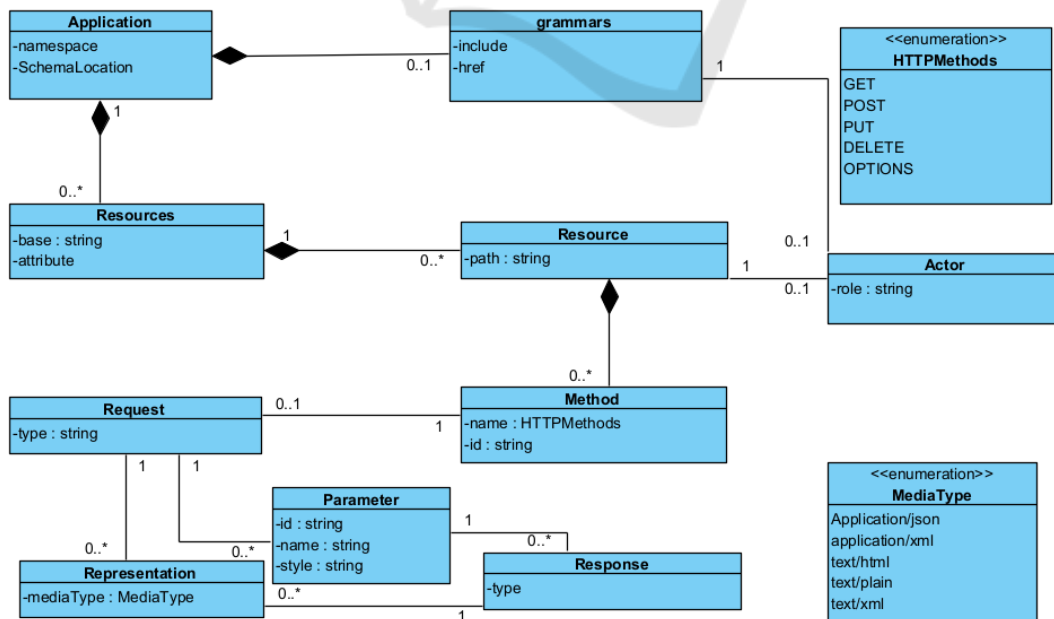 Application
-namespace
-SchemaLocation
grammars
-include
-href
<<enumeration>>
HTTPMethods
GET
POST
PUT
DELETE
OPTIONS
0..1
1
1
0..*
Resources
-base : string
-attribute
1
0..*
Resource
-path : string
0..1
1
0..1
Actor
-role : string
0..*
Request
-type : string
0..1
1
Method
-name : HTTPMethods
-id : string
1
1
<<enumeration>>
MediaType
Application/json
application/xml
text/html
text/plain
text/xml
Parameter
-id : string
-name : string
-style : string
1
0..*
0..*
0..*
Representation
-mediaType : MediaType
0..*
1
Response
-type